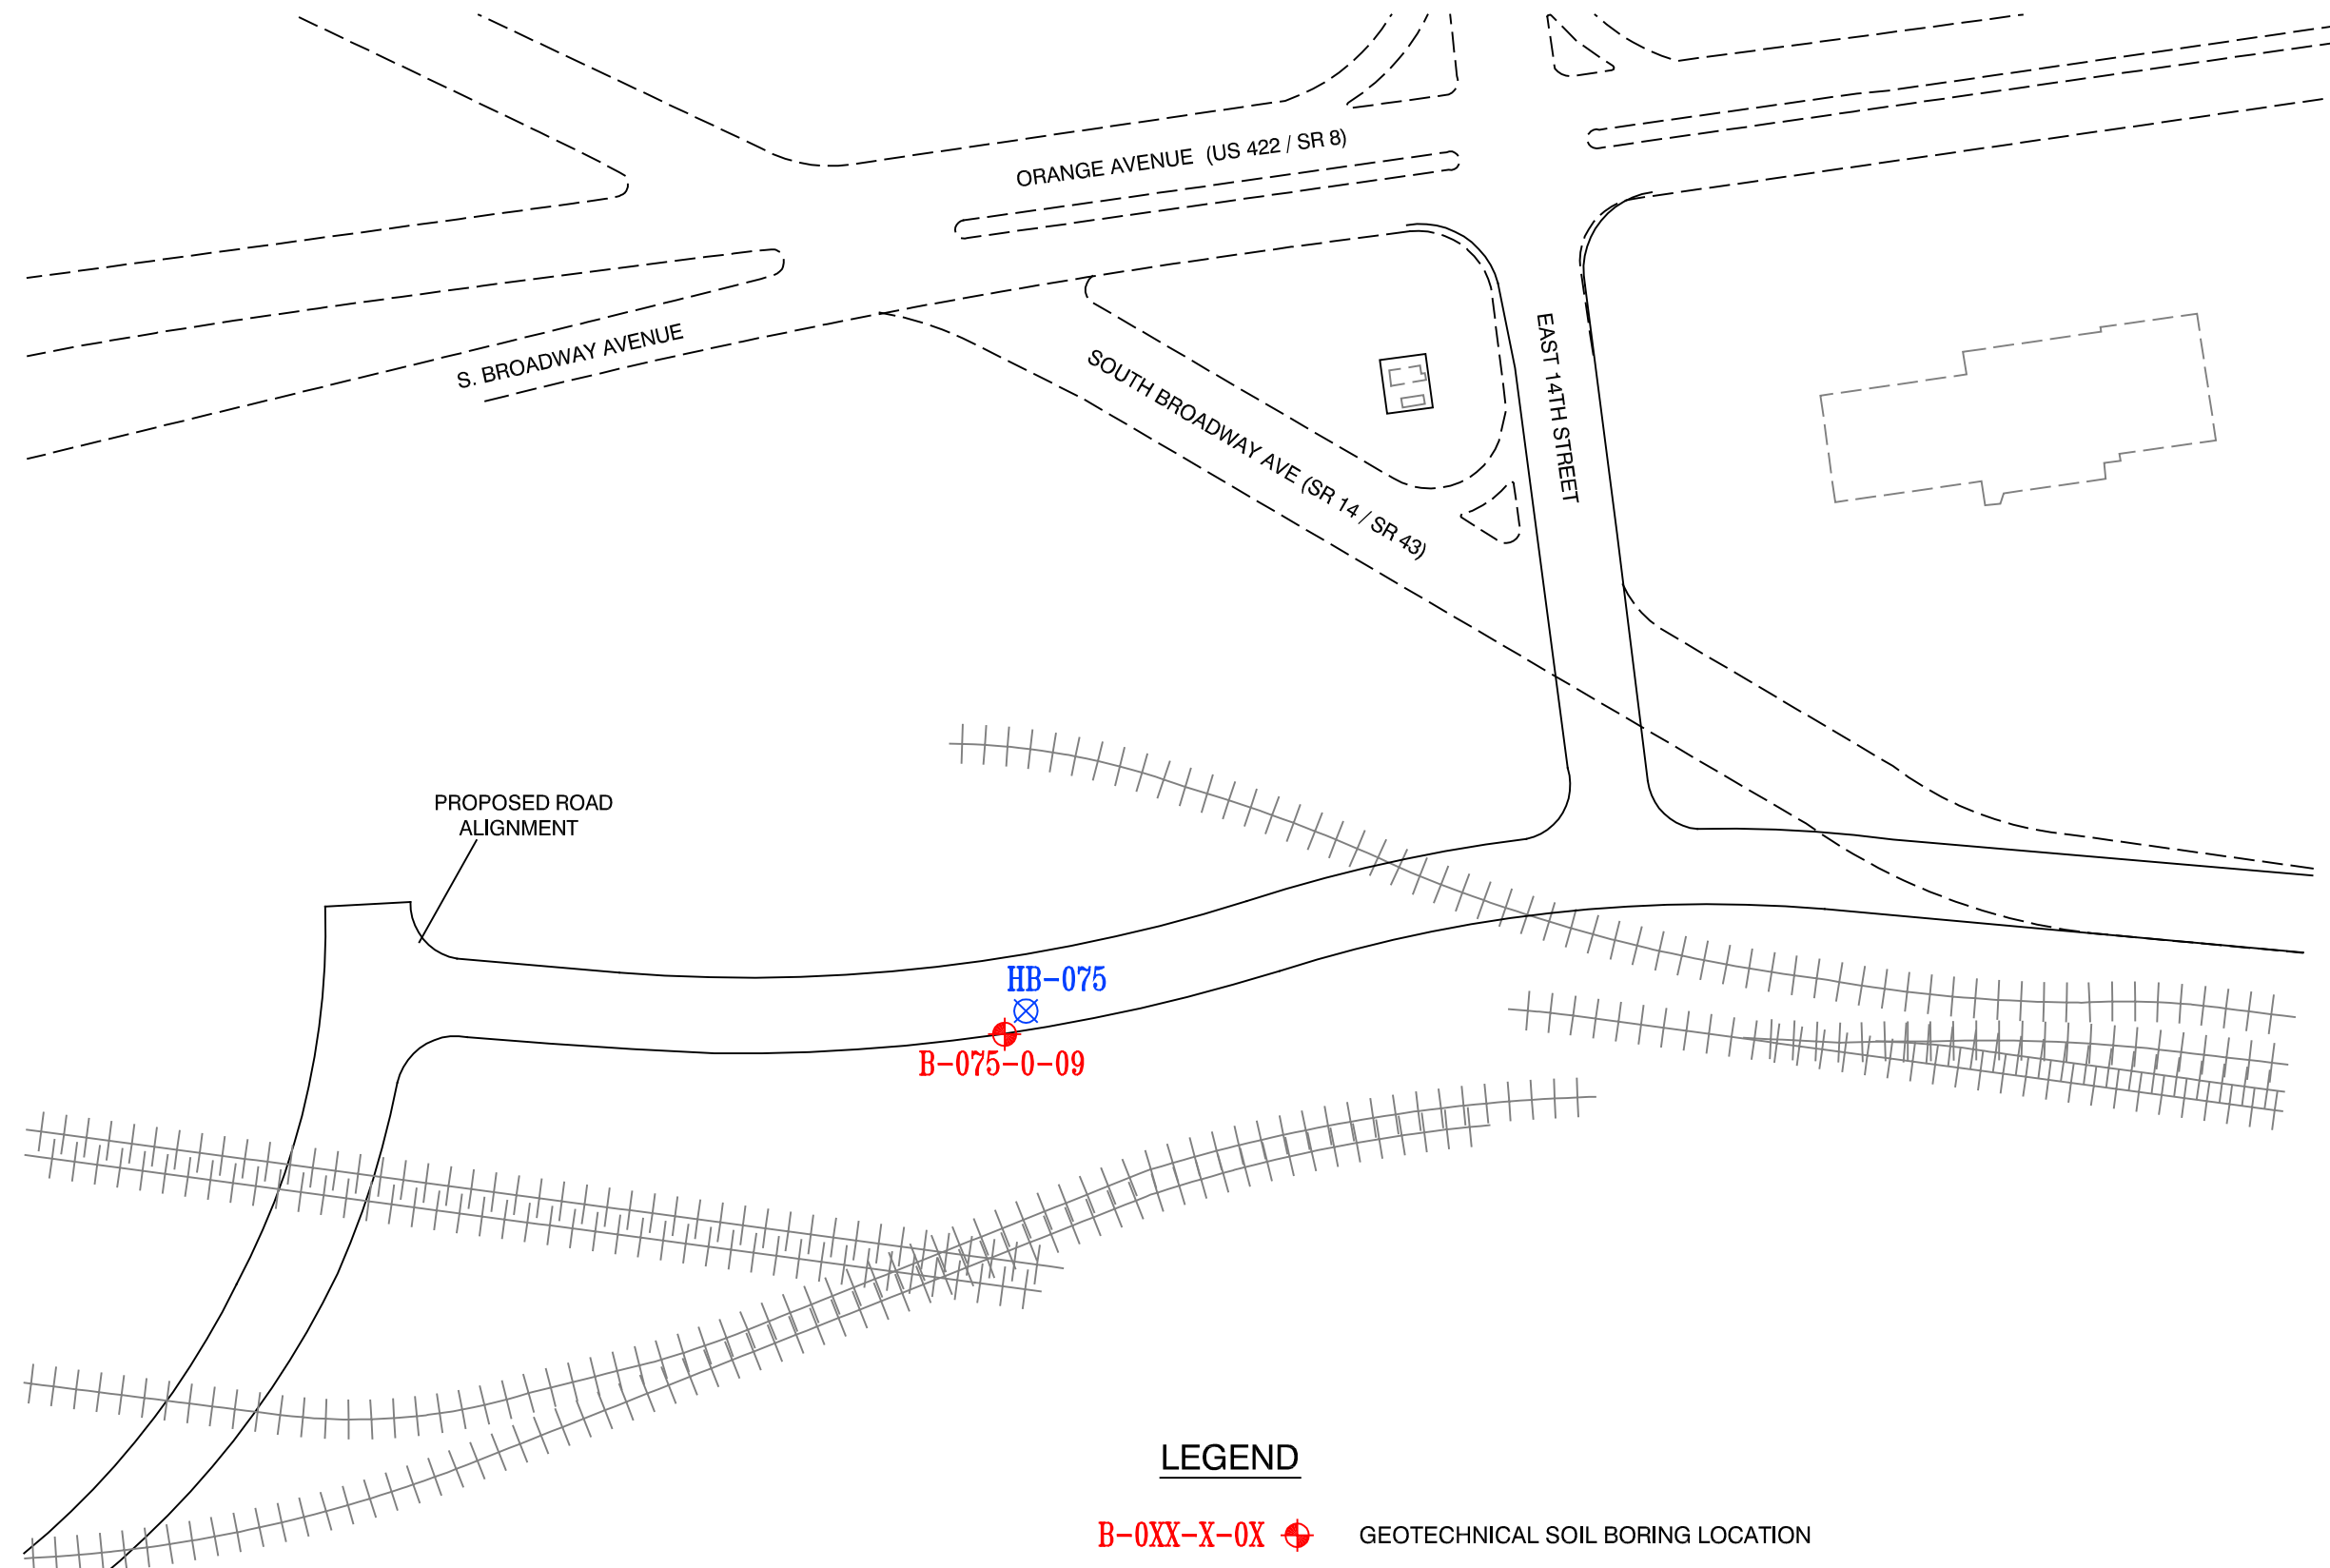 ORANGE AVENUE (US 422 / SR 8)
S. BROADWAY AVENUE
SOUTH BROADWAY AVE (SR 14 / SR 43)
EAST 14TH STREET
PROPOSED ROAD
ALIGNMENT
HB-075
B-075-0-09
LEGEND
B-0XX-X-0X GEOTECHNICAL SOIL BORING LOCATION